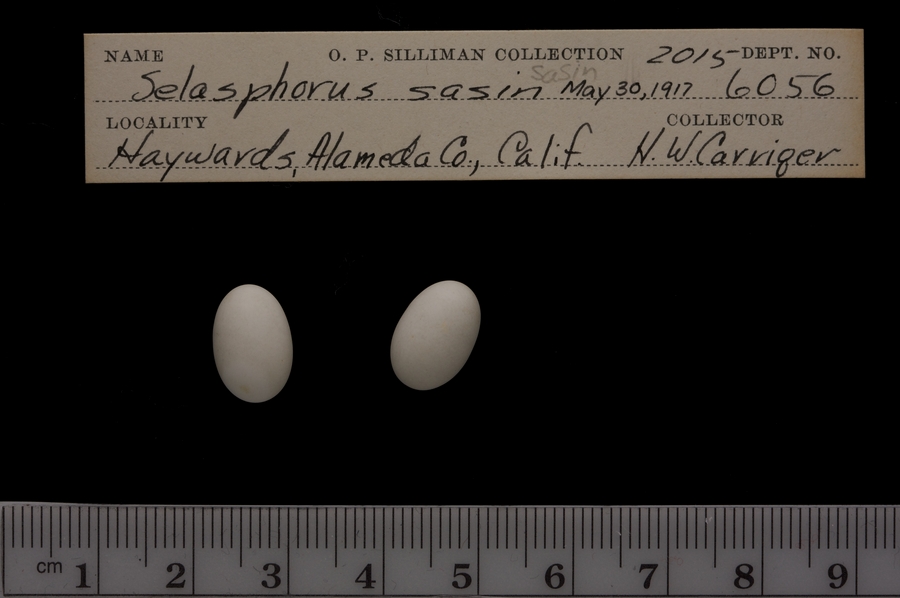 NAME O. P. SILLIMAN COLLECTION 2015 DEPT. NO.
sasin
Selasphorus sasin May 30, 1917 6056
LOCALITY COLLECTOR
Haywards, Alameda Co., Calif. H. W. Carriger
cm 1 2 3 4 5 6 7 8 9